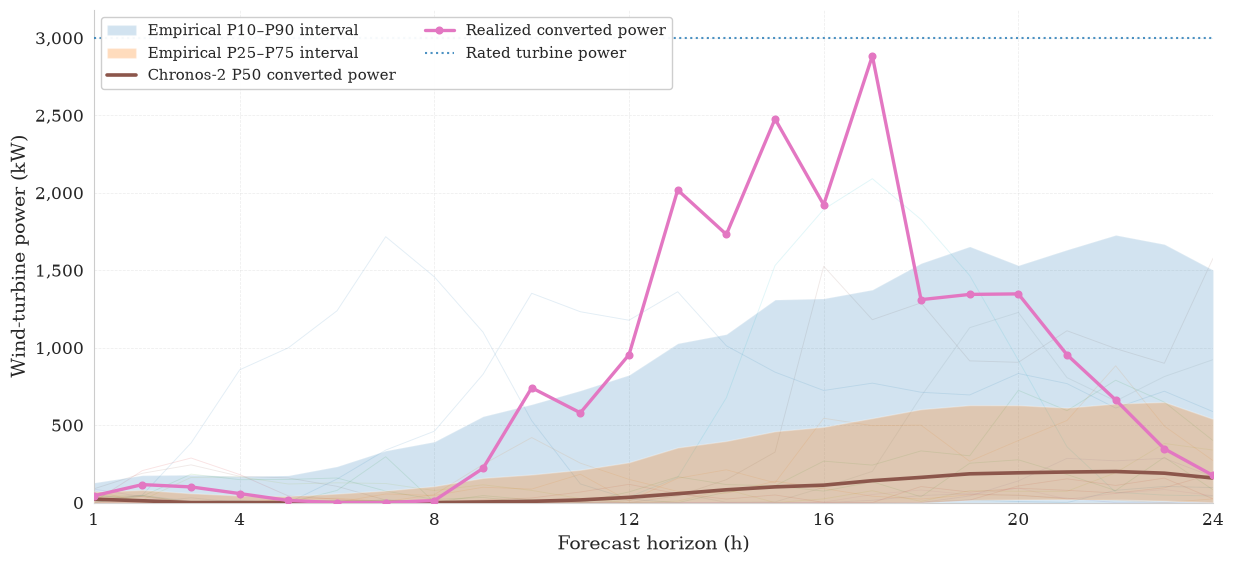 Empirical P10–P90 interval
Empirical P25–P75 interval
Chronos-2 P50 converted power
Realized converted power
Rated turbine power
Wind-turbine power (kW)
3,000
2,500
2,000
1,500
1,000
500
0
1 4 8 12 16 20 24
Forecast horizon (h)